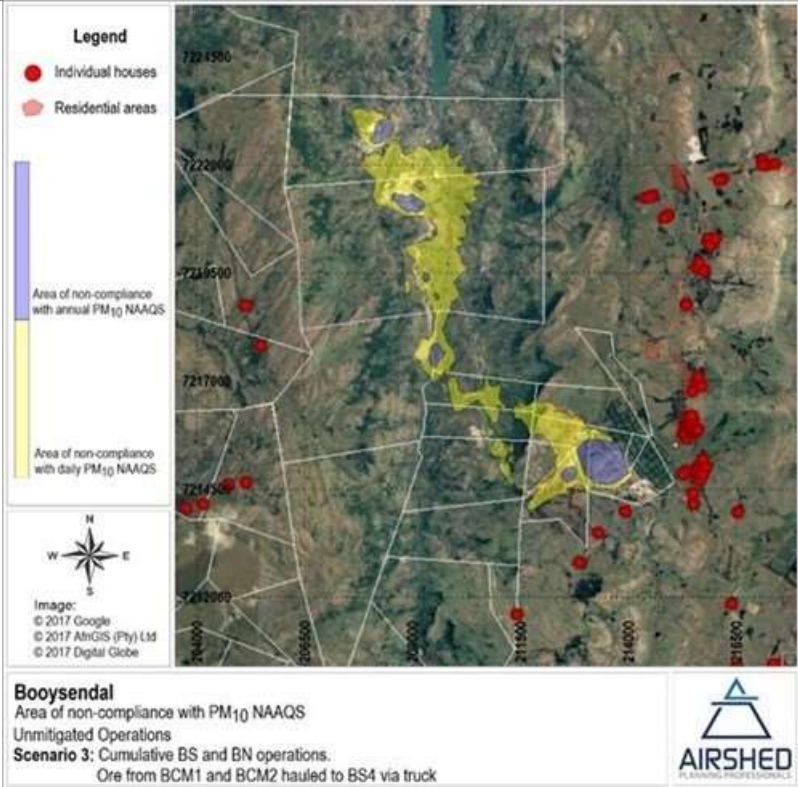 Legend
Individual houses
Residential areas
Area of non-compliance
with annual PM10 NAAQS
Area of non-compliance
with daily PM10 NAAQS
N
W E
S
Image:
© 2017 Google
© 2017 AfriGIS (Pty) Ltd
© 2017 Digital Globe
7224500
7222000
7219500
7217000
7214500
7212000
204000
206500
209000
211500
214000
216500
Booysendal
Area of non-compliance with PM10 NAAQS
Unmitigated Operations
Scenario 3: Cumulative BS and BN operations.
Ore from BCM1 and BCM2 hauled to BS4 via truck
AIRSHED
PLANNING PROFESSIONALS